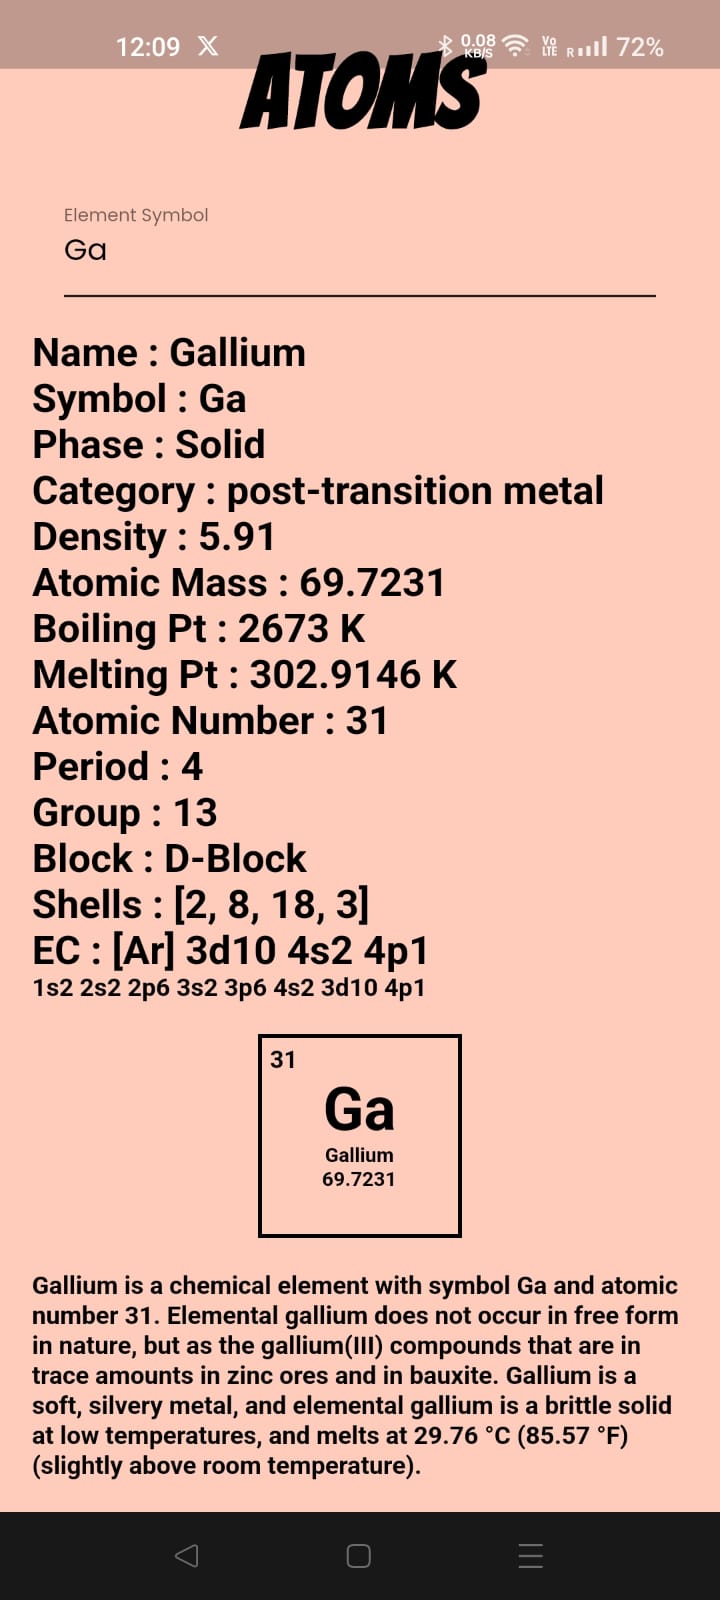 12:09 X 0.08 KB/S Vo LTE R 72%
ATOMS
Element Symbol
Ga
Name : Gallium
Symbol : Ga
Phase : Solid
Category : post-transition metal
Density : 5.91
Atomic Mass : 69.7231
Boiling Pt : 2673 K
Melting Pt : 302.9146 K
Atomic Number : 31
Period : 4
Group : 13
Block : D-Block
Shells : [2, 8, 18, 3]
EC : [Ar] 3d10 4s2 4p1
1s2 2s2 2p6 3s2 3p6 4s2 3d10 4p1
31
Ga
Gallium
69.7231
Gallium is a chemical element with symbol Ga and atomic
number 31. Elemental gallium does not occur in free form
in nature, but as the gallium(III) compounds that are in
trace amounts in zinc ores and in bauxite. Gallium is a
soft, silvery metal, and elemental gallium is a brittle solid
at low temperatures, and melts at 29.76 °C (85.57 °F)
(slightly above room temperature).